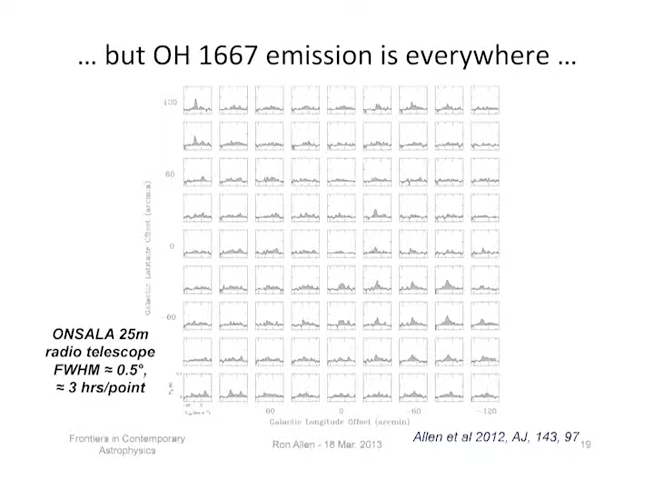 … but OH 1667 emission is everywhere …
120
60
0
−60
Galactic Latitude Offset (arcmin)
ONSALA 25m
radio telescope
FWHM ≈ 0.5°,
≈ 3 hrs/point
60
0
−60
−120
Galactic Longitude Offset (arcmin)
Allen et al 2012, AJ, 143, 97
Frontiers in Contemporary
Astrophysics
Ron Allen - 18 Mar. 2013
19